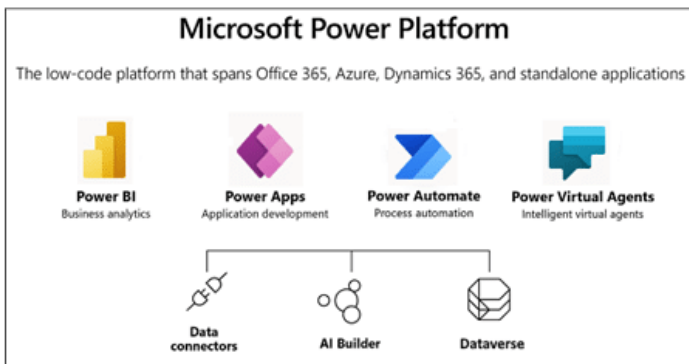 Microsoft Power Platform
The low-code platform that spans Office 365, Azure, Dynamics 365, and standalone applications
Power BI
Business analytics
Power Apps
Application development
Power Automate
Process automation
Power Virtual Agents
Intelligent virtual agents
Data
connectors
AI Builder
Dataverse